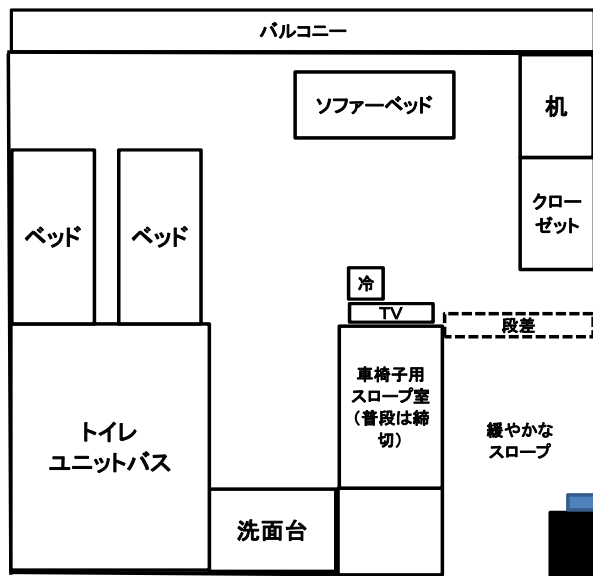 バルコニー
ソファーベッド
机
ベッド
ベッド
クロー
ゼット
冷
TV
段差
車椅子用
スロープ室
（普段は締
切）
トイレ
ユニットバス
緩やかな
スロープ
洗面台